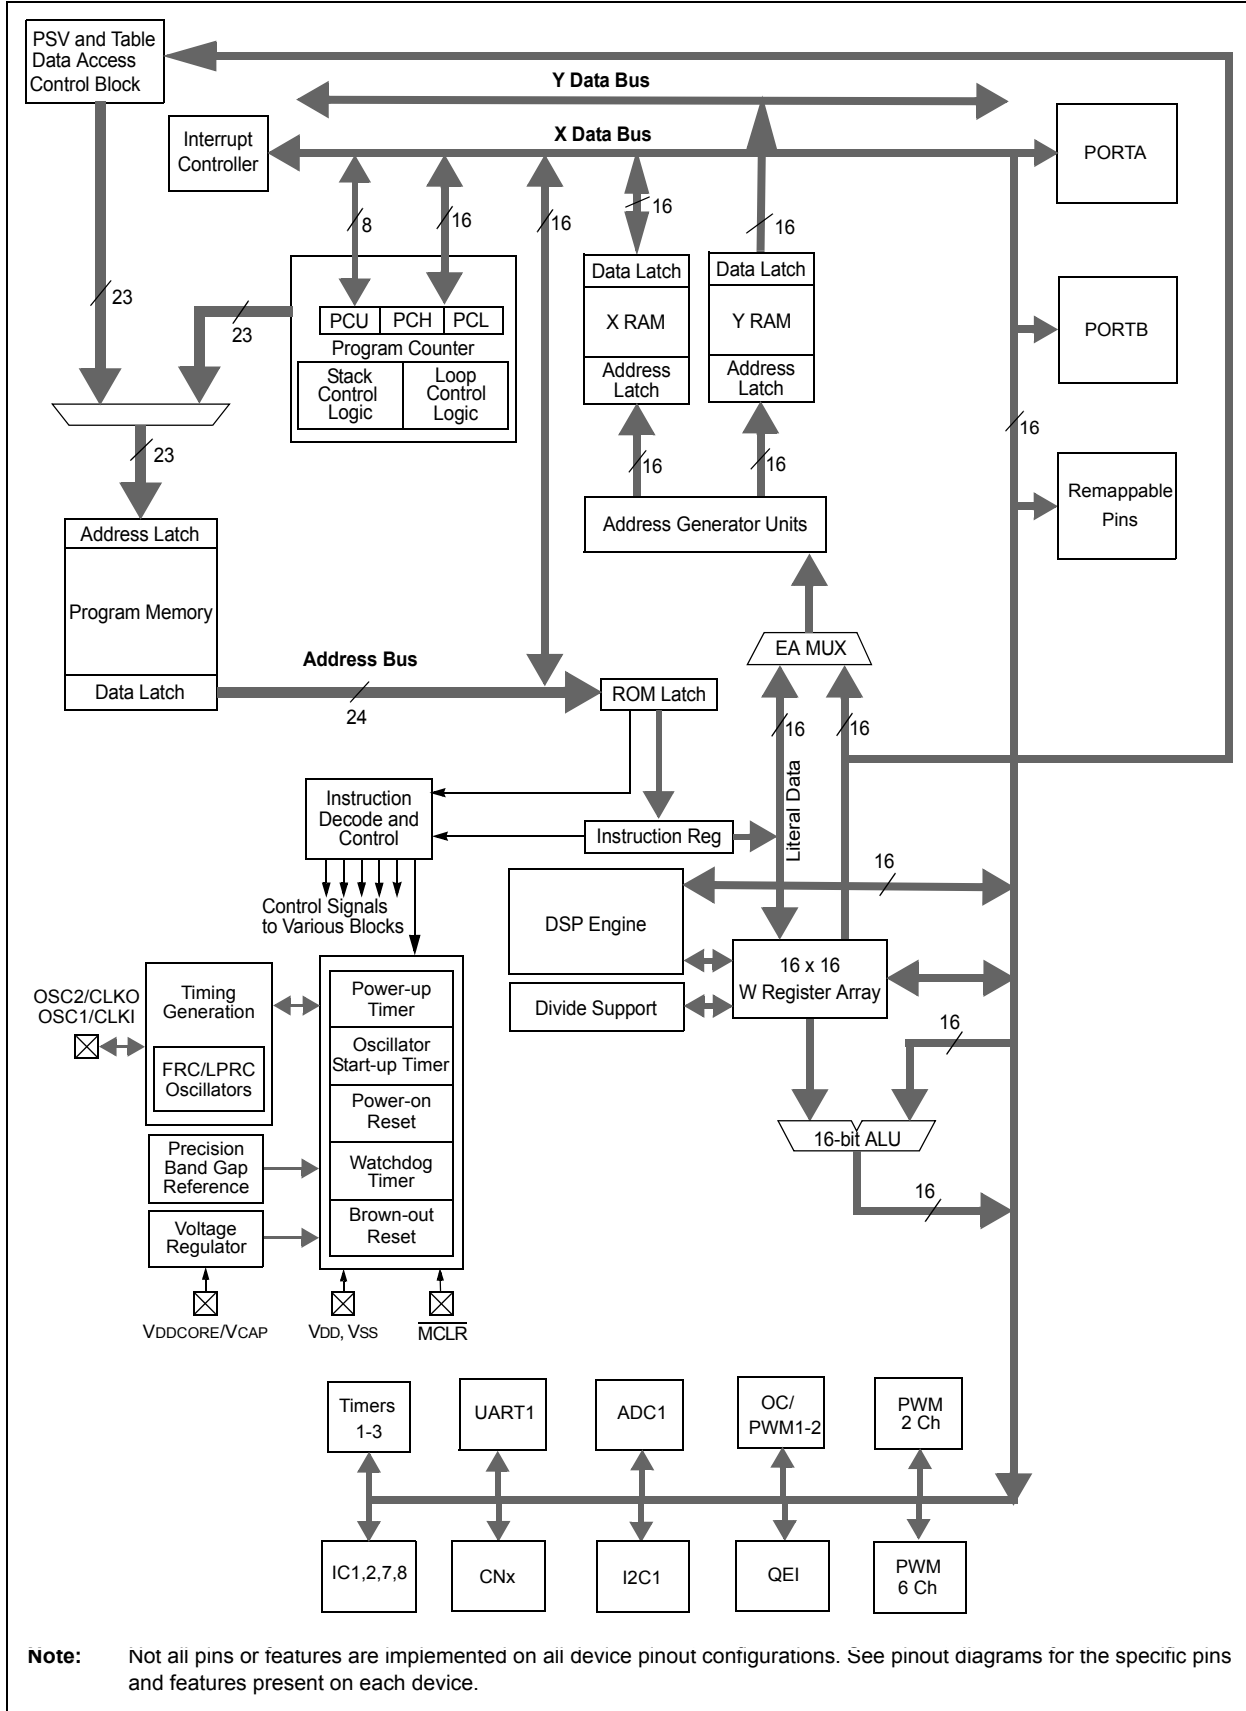 PSV and Table
Data Access
Control Block
Y Data Bus
Interrupt
Controller
X Data Bus
PORTA
8
16
16
16
16
Data Latch
X RAM
Address
Latch
Data Latch
Y RAM
Address
Latch
23
23
PCU PCH PCL
Program Counter
Stack
Control
Logic
Loop
Control
Logic
PORTB
16
23
16
16
Address Latch
Program Memory
Data Latch
Address Generator Units
Remappable
Pins
EA MUX
Address Bus
24
ROM Latch
16
16
Literal Data
Instruction
Decode and
Control
Instruction Reg
Control Signals
to Various Blocks
DSP Engine
16
Divide Support
16 x 16
W Register Array
16
OSC2/CLKO
OSC1/CLKI
Timing
Generation
FRC/LPRC
Oscillators
Power-up
Timer
Oscillator
Start-up Timer
Power-on
Reset
Watchdog
Timer
Brown-out
Reset
16-bit ALU
16
Precision
Band Gap
Reference
Voltage
Regulator
VDDCORE/VCAP
VDD, VSS
MCLR
Timers
1-3
UART1
ADC1
OC/
PWM1-2
PWM
2 Ch
IC1,2,7,8
CNx
I2C1
QEI
PWM
6 Ch
Note: Not all pins or features are implemented on all device pinout configurations. See pinout diagrams for the specific pins
and features present on each device.